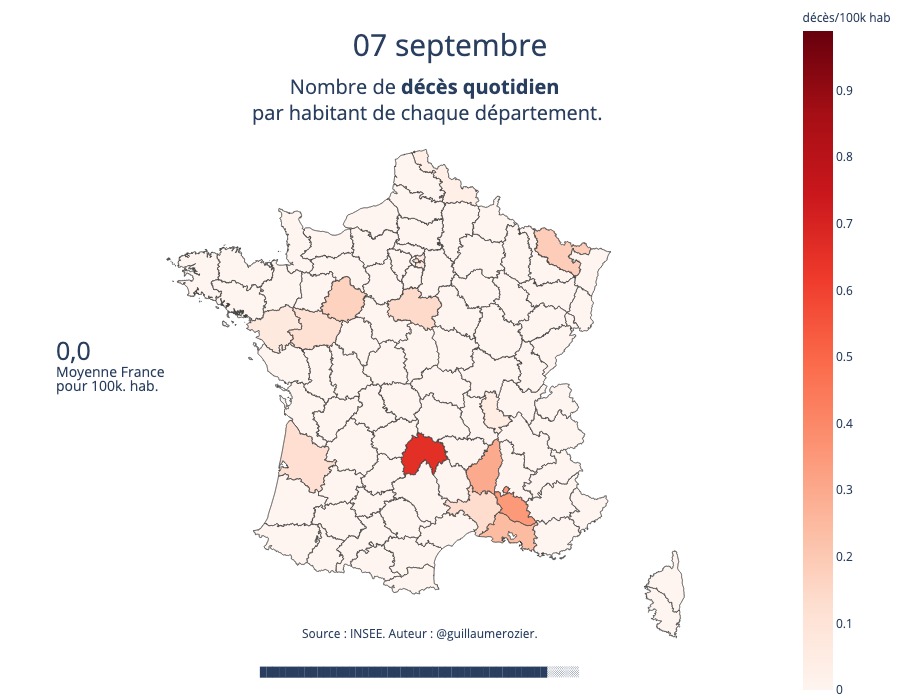 décès/100k hab
07 septembre
Nombre de décès quotidien
par habitant de chaque département.
0.9
0.8
0.7
0.6
0.5
0.4
0.3
0.2
0.1
0
0,0
Moyenne France
pour 100k. hab.
Source : INSEE. Auteur : @guillaumerozier.